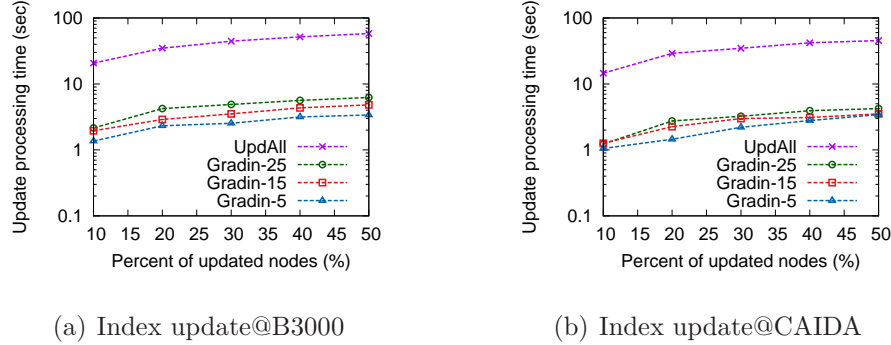 Update processing time (sec)
100
10
1
0.1
UpdAll
Gradin-25
Gradin-15
Gradin-5
10 15 20 25 30 35 40 45 50
Percent of updated nodes (%)
(a) Index update@B3000
Update processing time (sec)
100
10
1
0.1
UpdAll
Gradin-25
Gradin-15
Gradin-5
10 15 20 25 30 35 40 45 50
Percent of updated nodes (%)
(b) Index update@CAIDA